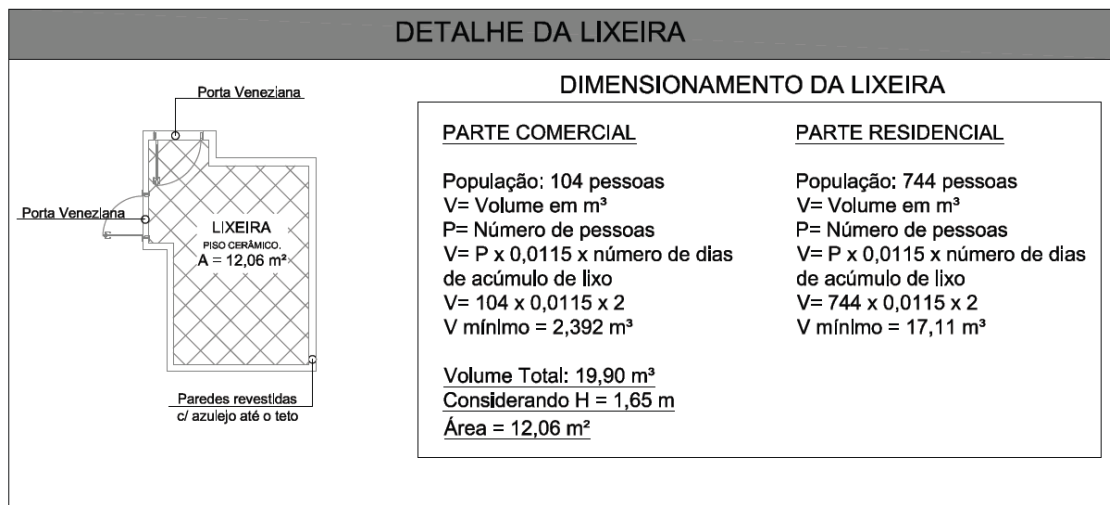 DETALHE DA LIXEIRA
Porta Veneziana
Porta Veneziana
LIXEIRA
PISO CERÂMICO.
A = 12,06 m²
Paredes revestidas
c/ azulejo até o teto
DIMENSIONAMENTO DA LIXEIRA
PARTE COMERCIAL
População: 104 pessoas
V= Volume em m³
P= Número de pessoas
V= P x 0,0115 x número de dias
de acúmulo de lixo
V= 104 x 0,0115 x 2
V mínimo = 2,392 m³
PARTE RESIDENCIAL
População: 744 pessoas
V= Volume em m³
P= Número de pessoas
V= P x 0,0115 x número de dias
de acúmulo de lixo
V= 744 x 0,0115 x 2
V mínimo = 17,11 m³
Volume Total: 19,90 m³
Considerando H = 1,65 m
Área = 12,06 m²